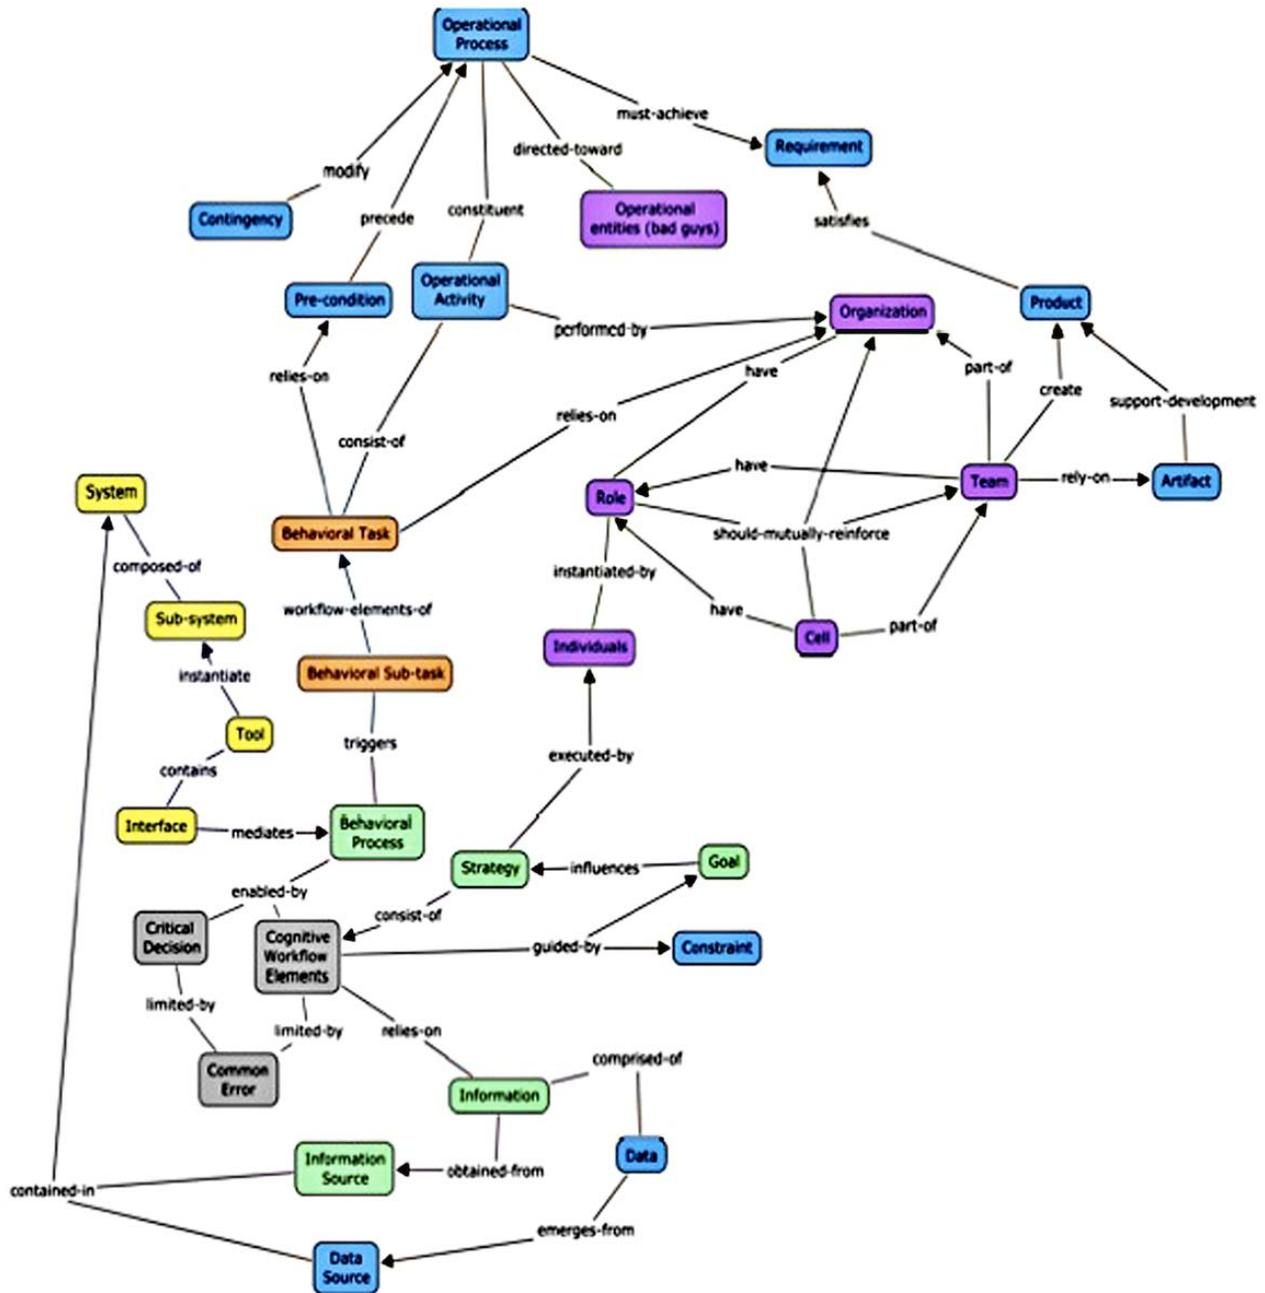 Operational
Process
must-achieve
Requirement
directed-toward
modify
Contingency
precede
constituent
Operational
entities (bad guys)
satisfies
Pre-condition
Operational
Activity
performed-by
Organization
Product
relies-on
have
part-of
create
support-development
consist-of
relies-on
System
Behavioral Task
Role
have
Team
rely-on
Artifact
should-mutually-reinforce
composed-of
instantiated-by
Sub-system
workflow-elements-of
have
part-of
Cell
Individuals
instantiate
Behavioral Sub-task
Tool
triggers
executed-by
contains
Interface
mediates
Behavioral
Process
Strategy
influences
Goal
enabled-by
consist-of
Critical
Decision
Cognitive
Workflow
Elements
guided-by
Constraint
limited-by
limited-by
relies-on
Common
Error
comprised-of
Information
Information
Source
obtained-from
Data
contained-in
emerges-from
Data
Source